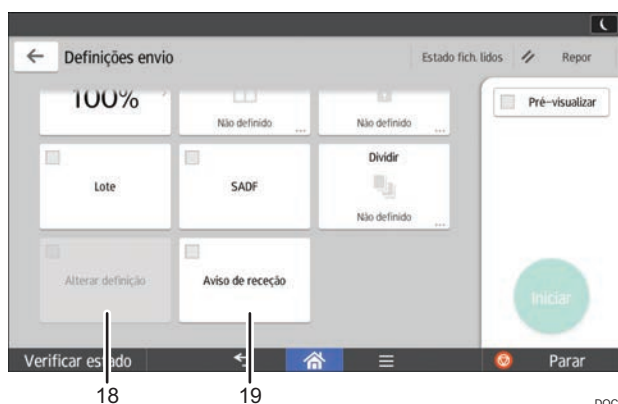 Definições envio
Estado fich. lidos
Repor
100%
Não definido
...
Não definido
...
Pré-visualizar
Lote
SADF
Dividir
Não definido
...
Alterar definição
Aviso de receção
Iniciar
Verificar estado
Parar
18
19